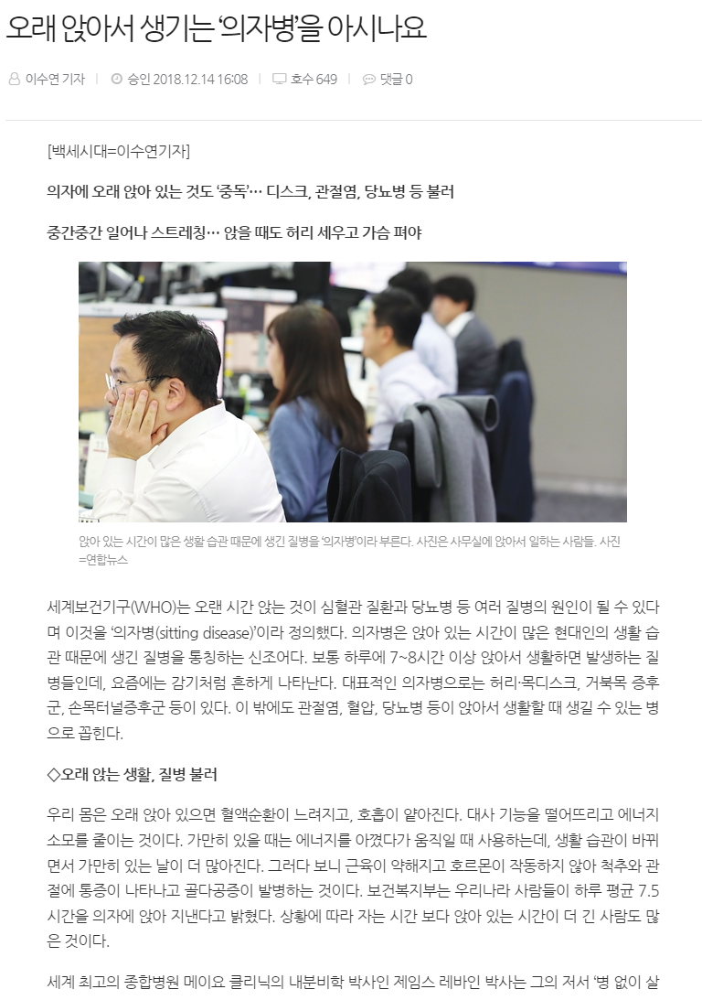 오래 앉아서 생기는 ‘의자병’을 아시나요
이수연 기자 승인 2018.12.14 16:08 호수 649 댓글 0
[백세시대=이수연기자]
의자에 오래 앉아 있는 것도 ‘중독’… 디스크, 관절염, 당뇨병 등 불러
중간중간 일어나 스트레칭… 앉을 때도 허리 세우고 가슴 펴야
앉아 있는 시간이 많은 생활 습관 때문에 생긴 질병을 ‘의자병’이라 부른다. 사진은 사무실에 앉아서 일하는 사람들. 사진
=연합뉴스
세계보건기구(WHO)는 오랜 시간 앉는 것이 심혈관 질환과 당뇨병 등 여러 질병의 원인이 될 수 있다
며 이것을 ‘의자병(sitting disease)’이라 정의했다. 의자병은 앉아 있는 시간이 많은 현대인의 생활 습
관 때문에 생긴 질병을 통칭하는 신조어다. 보통 하루에 7~8시간 이상 앉아서 생활하면 발생하는 질
병들인데, 요즘에는 감기처럼 흔하게 나타난다. 대표적인 의자병으로는 허리·목디스크, 거북목 증후
군, 손목터널증후군 등이 있다. 이 밖에도 관절염, 혈압, 당뇨병 등이 앉아서 생활할 때 생길 수 있는 병
으로 꼽힌다.
◇오래 앉는 생활, 질병 불러
우리 몸은 오래 앉아 있으면 혈액순환이 느려지고, 호흡이 얕아진다. 대사 기능을 떨어뜨리고 에너지
소모를 줄이는 것이다. 가만히 있을 때는 에너지를 아꼈다가 움직일 때 사용하는데, 생활 습관이 바뀌
면서 가만히 있는 날이 더 많아진다. 그러다 보니 근육이 약해지고 호르몬이 작동하지 않아 척추와 관
절에 통증이 나타나고 골다공증이 발병하는 것이다. 보건복지부는 우리나라 사람들이 하루 평균 7.5
시간을 의자에 앉아 지낸다고 밝혔다. 상황에 따라 자는 시간 보다 앉아 있는 시간이 더 긴 사람도 많
은 것이다.
세계 최고의 종합병원 메이요 클리닉의 내분비학 박사인 제임스 레바인 박사는 그의 저서 ‘병 없이 살